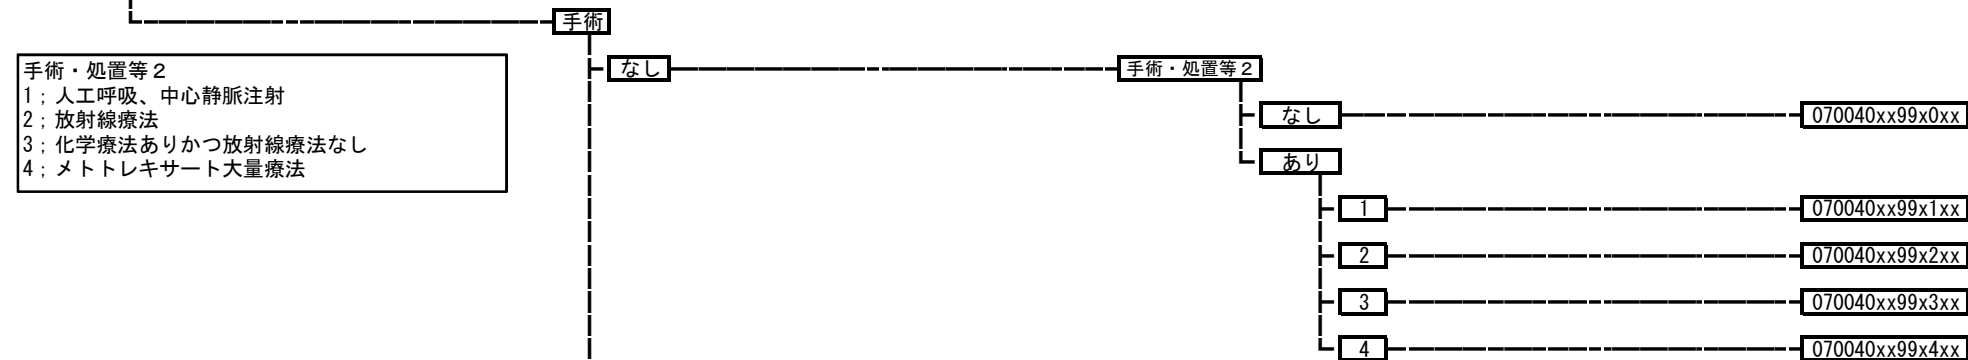 手術
手術・処置等２
1；人工呼吸、中心静脈注射
2；放射線療法
3；化学療法ありかつ放射線療法なし
4；メトトレキサート大量療法
なし
手術・処置等２
なし
070040xx99x0xx
あり
1
070040xx99x1xx
2
070040xx99x2xx
3
070040xx99x3xx
4
070040xx99x4xx